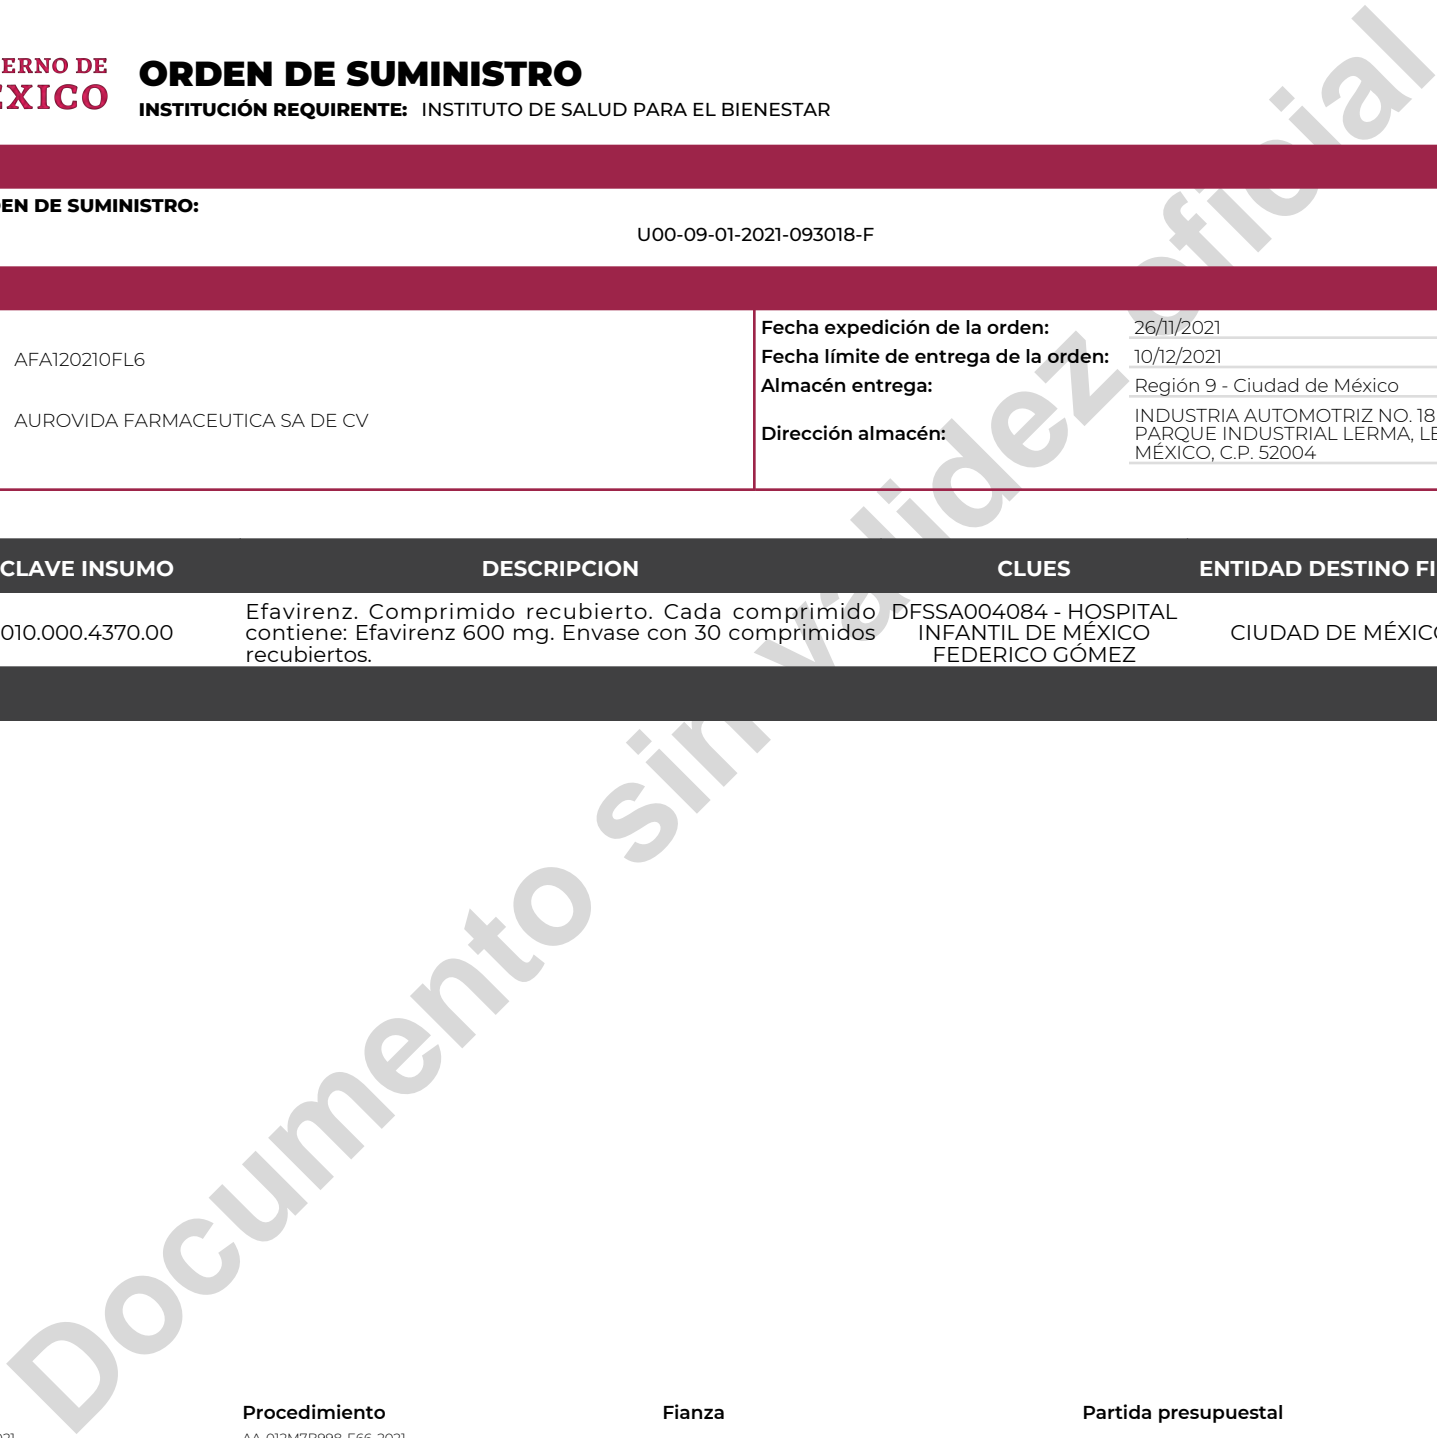 ERNO DE
EXICO
ORDEN DE SUMINISTRO
INSTITUCIÓN REQUIRENTE: INSTITUTO DE SALUD PARA EL BIENESTAR
EN DE SUMINISTRO:
U00-09-01-2021-093018-F
AFA120210FL6
AUROVIDA FARMACEUTICA SA DE CV
Fecha expedición de la orden: 26/11/2021
Fecha límite de entrega de la orden: 10/12/2021
Almacén entrega: Región 9 - Ciudad de México
Dirección almacén:
INDUSTRIA AUTOMOTRIZ NO. 18
PARQUE INDUSTRIAL LERMA, LE
MÉXICO, C.P. 52004
CLAVE INSUMO DESCRIPCION CLUES ENTIDAD DESTINO FI
010.000.4370.00
Efavirenz. Comprimido recubierto. Cada comprimido
contiene: Efavirenz 600 mg. Envase con 30 comprimidos
recubiertos.
DFSSA004084 - HOSPITAL
INFANTIL DE MÉXICO
FEDERICO GÓMEZ
CIUDAD DE MÉXICO
Documento sin validez oficial
Procedimiento Fianza Partida presupuestal